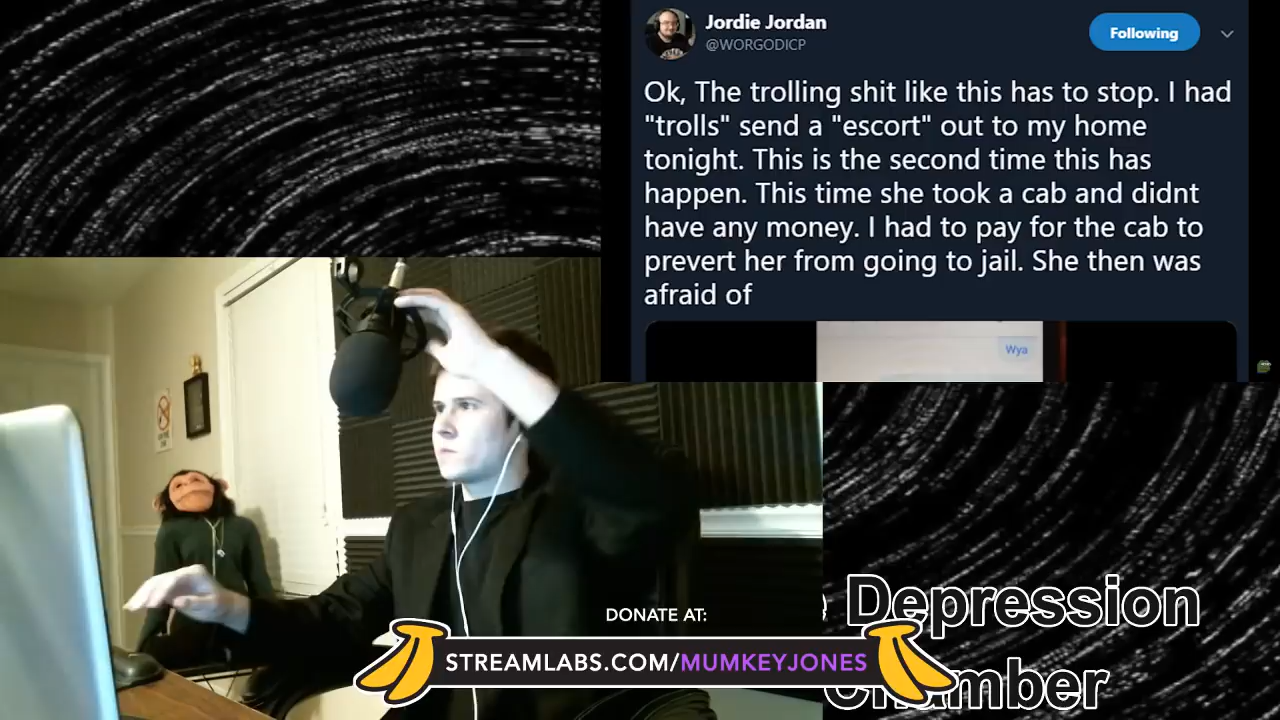 Jordie Jordan
@WORGODICP
Following
Ok, The trolling shit like this has to stop. I had
"trolls" send a "escort" out to my home
tonight. This is the second time this has
happen. This time she took a cab and didnt
have any money. I had to pay for the cab to
prevert her from going to jail. She then was
afraid of
Wya
DONATE AT:
STREAMLABS.COM/MUMKEYJONES
Depression
Chamber